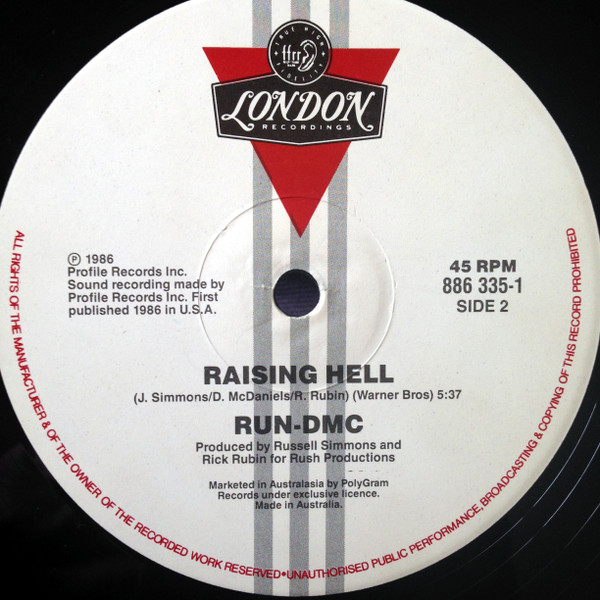 TRUE HIGH
ffrr
FIDELITY
LONDON
RECORDINGS
℗ 1986
Profile Records Inc.
Sound recording made by
Profile Records Inc. First
published 1986 in U.S.A.
45 RPM
886 335-1
SIDE 2
RAISING HELL
(J. Simmons/D. McDaniels/R. Rubin) (Warner Bros) 5:37
RUN-DMC
Produced by Russell Simmons and
Rick Rubin for Rush Productions
Marketed in Australasia by PolyGram
Records under exclusive licence.
Made in Australia.
ALL RIGHTS OF THE MANUFACTURER & OF THE OWNER OF THE RECORDED WORK RESERVED•UNAUTHORISED PUBLIC PERFORMANCE, BROADCASTING & COPYING OF THIS RECORD PROHIBITED